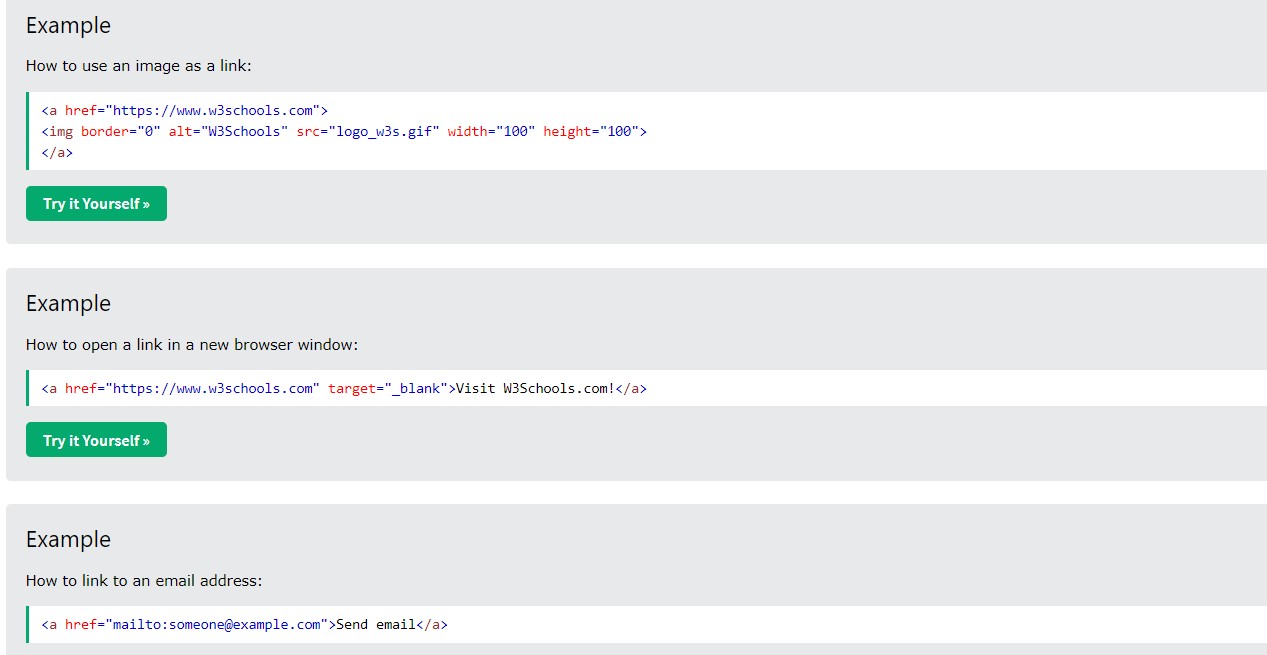 Example
How to use an image as a link:
<a href="https://www.w3schools.com">
<img border="0" alt="W3Schools" src="logo_w3s.gif" width="100" height="100">
</a>
Try it Yourself »
Example
How to open a link in a new browser window:
<a href="https://www.w3schools.com" target="_blank">Visit W3Schools.com!</a>
Try it Yourself »
Example
How to link to an email address:
<a href="mailto:someone@example.com">Send email</a>